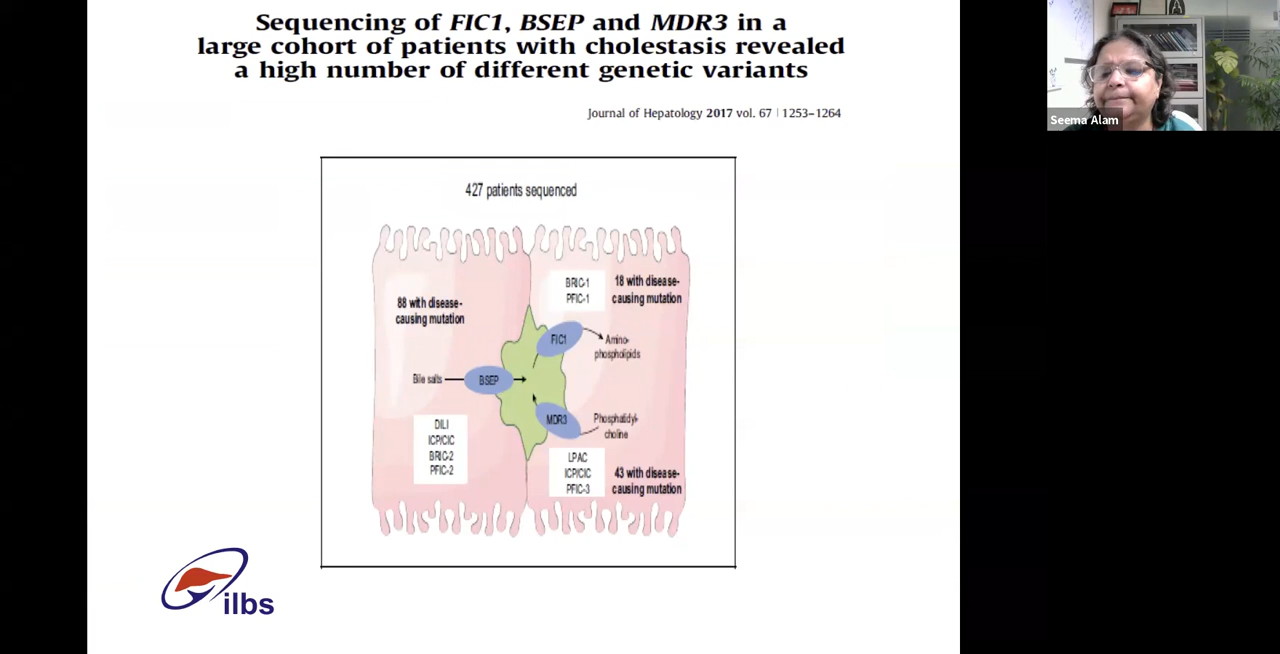 Sequencing of FIC1, BSEP and MDR3 in a
large cohort of patients with cholestasis revealed
a high number of different genetic variants
Journal of Hepatology 2017 vol. 67 | 1253–1264
Seema Alam
427 patients sequenced
88 with disease-
causing mutation
BRIC-1
PFIC-1
18 with disease-
causing mutation
FIC1
Amino-
phospholipids
Bile salts
BSEP
MDR3
Phosphatidyl-
choline
DILI
ICP/CIC
BRIC-2
PFIC-2
LPAC
ICP/CIC
PFIC-3
43 with disease-
causing mutation
ilbs